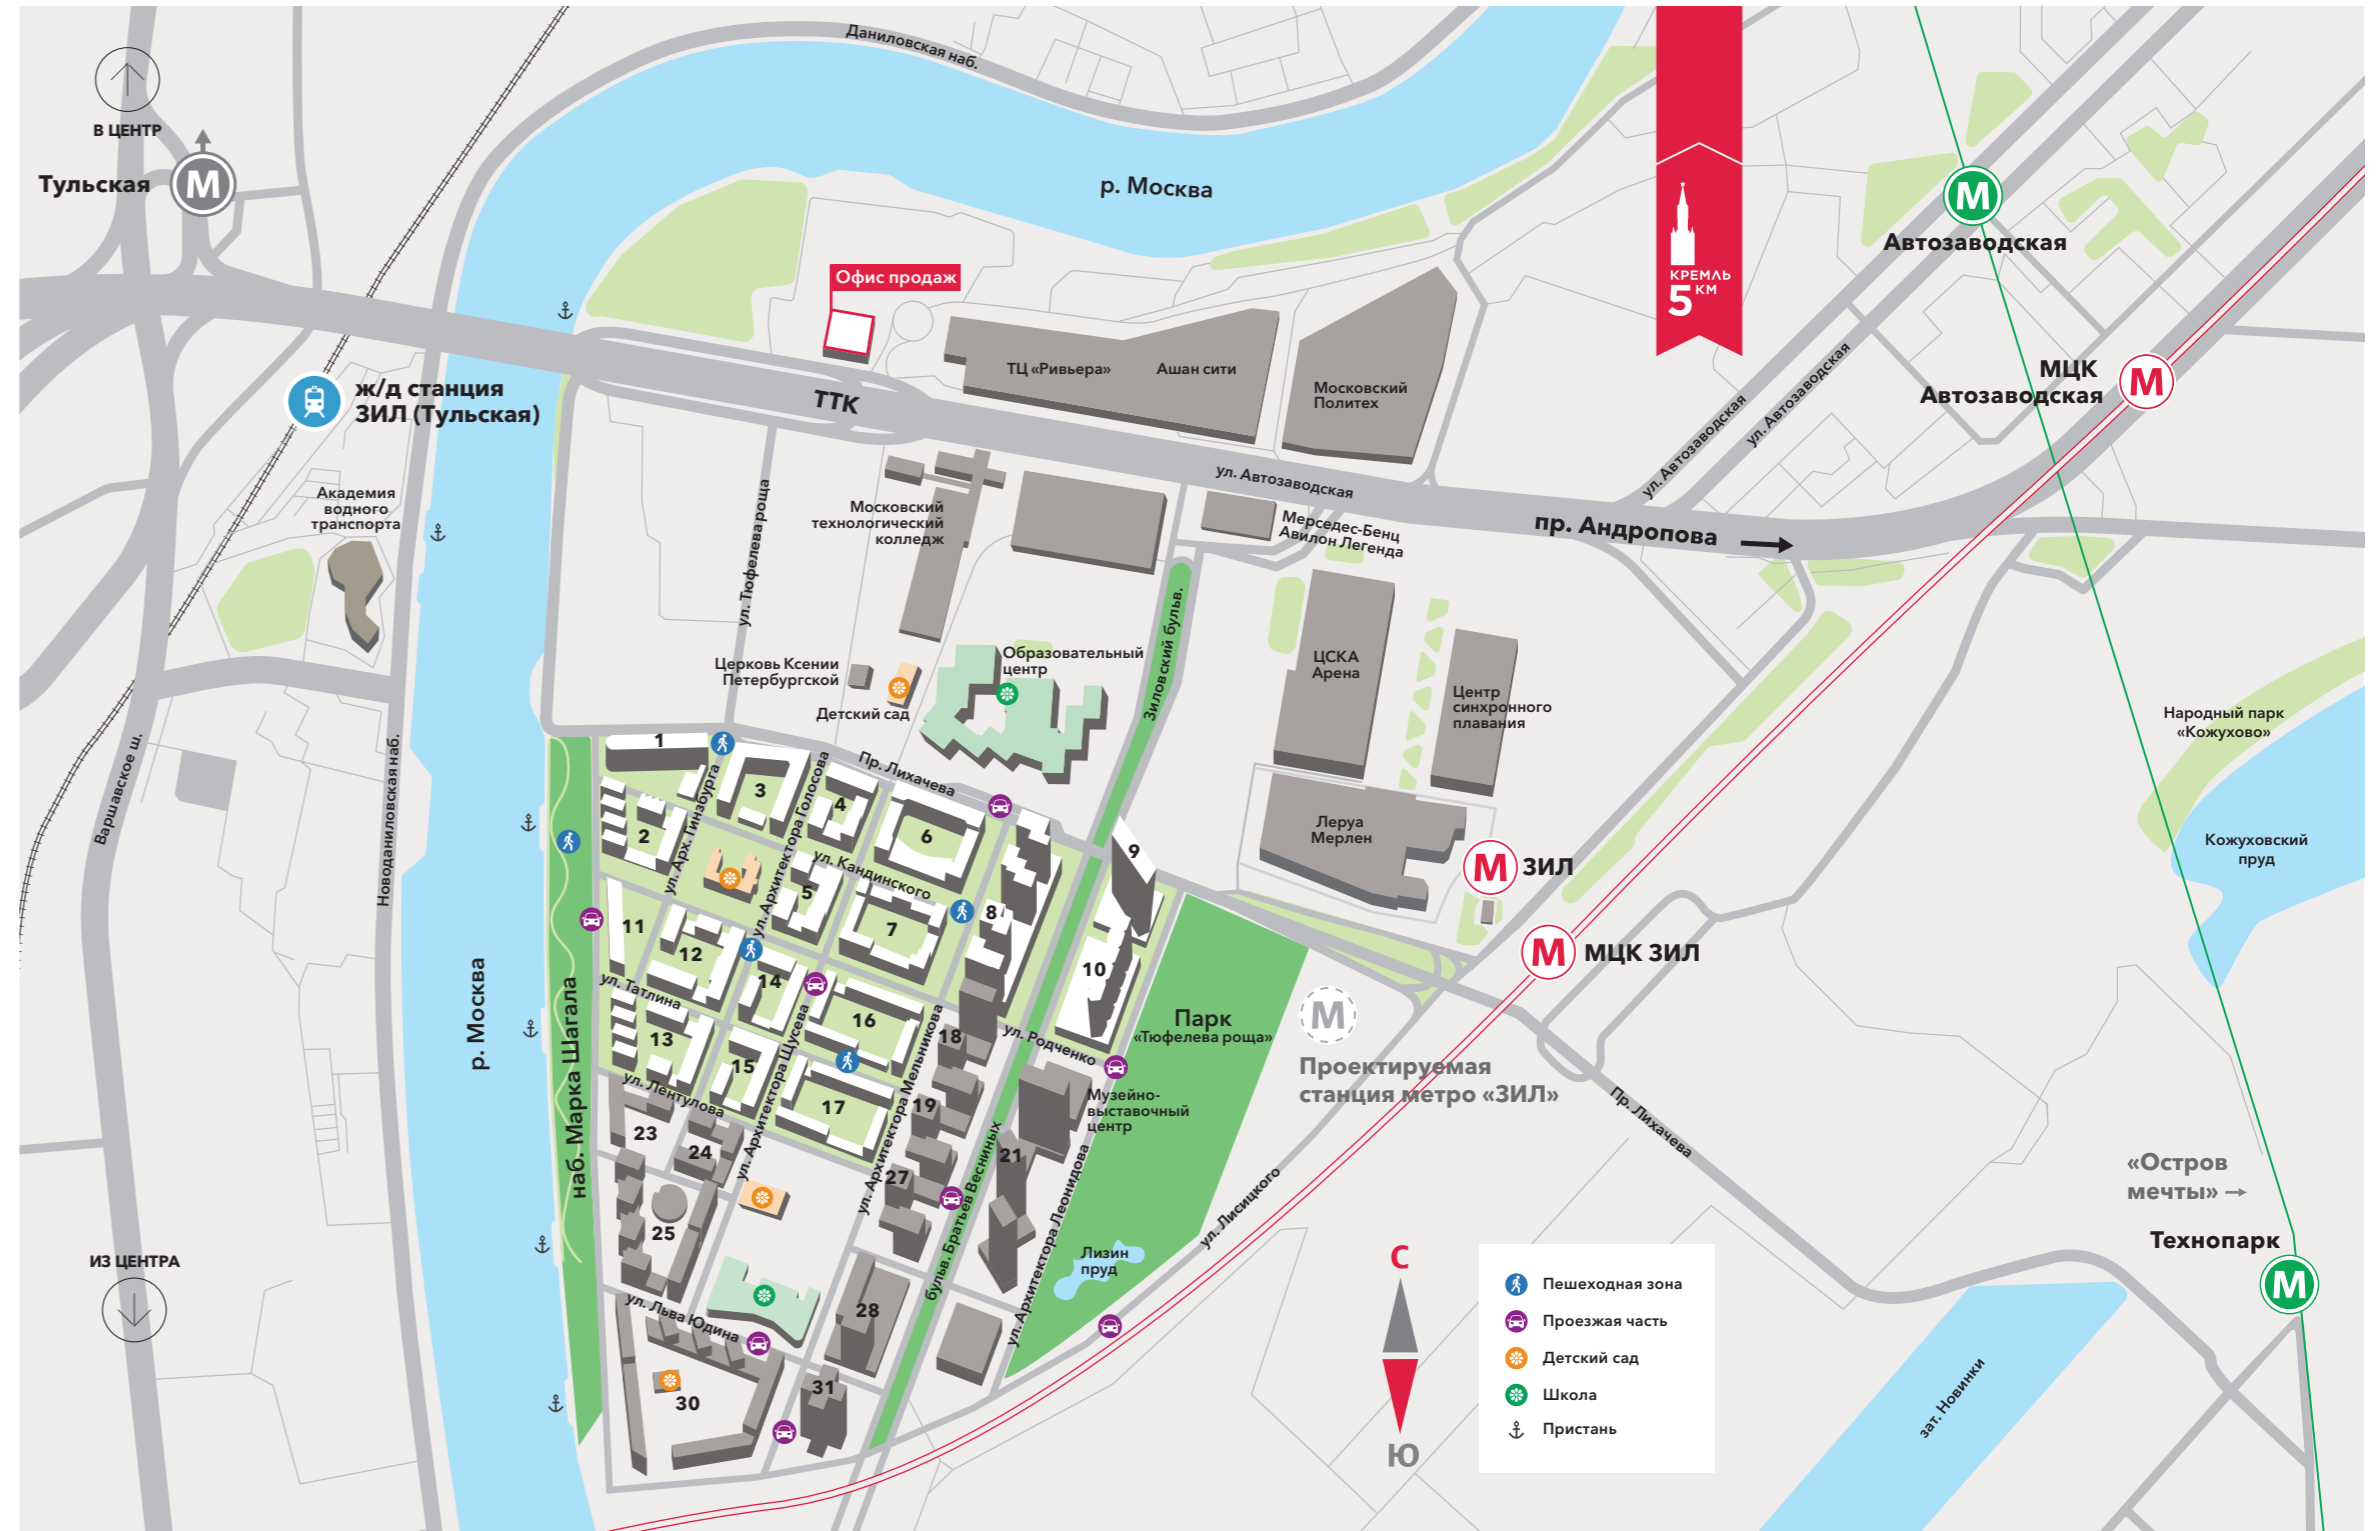 Даниловская наб.
В ЦЕНТР
М
Тульская
р. Москва
М
Автозаводская
Офис продаж
КРЕМЛЬ
5 КМ
ж/д станция
ЗИЛ (Тульская)
ТТК
ТЦ «Ривьера»
Ашан сити
Московский
Политех
МЦК
Автозаводская
М
ул. Автозаводская
ул. Автозаводская
ул. Автозаводская
пр. Андропова
Академия
водного
транспорта
Московский
технологический
колледж
Мерседес-Бенц
Авилон Легенда
ул. Тюфелева роща
Зиловский бульв.
Церковь Ксении
Петербургской
Детский сад
Образовательный
центр
ЦСКА
Арена
Центр
синхронного
плавания
Народный парк
«Кожухово»
Кожуховский
пруд
Варшавское ш.
Новоданиловская наб.
р. Москва
наб. Марка Шагала
Пр. Лихачева
Леруа
Мерлен
М
ЗИЛ
М
МЦК ЗИЛ
М
Проектируемая
станция метро «ЗИЛ»
1
2
3
4
5
6
7
8
9
10
11
12
13
14
15
16
17
18
19
21
23
24
25
27
28
30
31
ул. Арх. Гинзбурга
ул. Архитектора Голосова
ул. Кандинского
ул. Татлина
ул. Лентулова
ул. Архитектора Щусева
ул. Архитектора Мельникова
ул. Родченко
Парк
«Тюфелева роща»
Музейно-
выставочный
центр
бульв. Братьев Весниных
ул. Архитектора Леонидова
ул. Льва Юдина
Лизин
пруд
ул. Лисицкого
Пр. Лихачева
«Остров
мечты»
Технопарк
М
зат. Новинки
ИЗ ЦЕНТРА
С
Ю
Пешеходная зона
Проезжая часть
Детский сад
Школа
Пристань